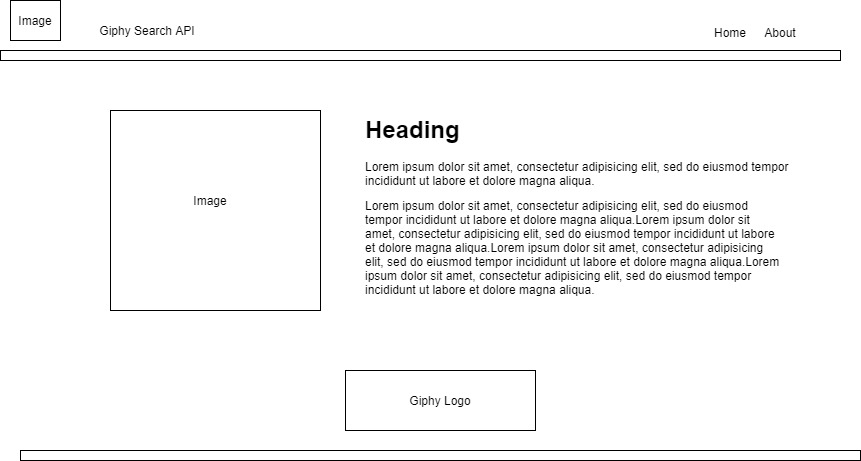 Image
Giphy Search API
Home
About
Image
Heading
Lorem ipsum dolor sit amet, consectetur adipisicing elit, sed do eiusmod tempor
incididunt ut labore et dolore magna aliqua.
Lorem ipsum dolor sit amet, consectetur adipisicing elit, sed do eiusmod
tempor incididunt ut labore et dolore magna aliqua.Lorem ipsum dolor sit
amet, consectetur adipisicing elit, sed do eiusmod tempor incididunt ut labore
et dolore magna aliqua.Lorem ipsum dolor sit amet, consectetur adipisicing
elit, sed do eiusmod tempor incididunt ut labore et dolore magna aliqua.Lorem
ipsum dolor sit amet, consectetur adipisicing elit, sed do eiusmod tempor
incididunt ut labore et dolore magna aliqua.
Giphy Logo